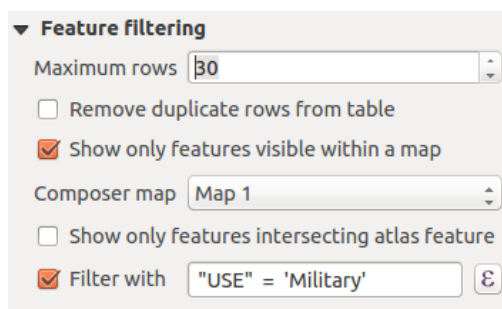 Feature filtering
Maximum rows 30
Remove duplicate rows from table
Show only features visible within a map
Composer map Map 1
Show only features intersecting atlas feature
Filter with "USE" = 'Military' ε